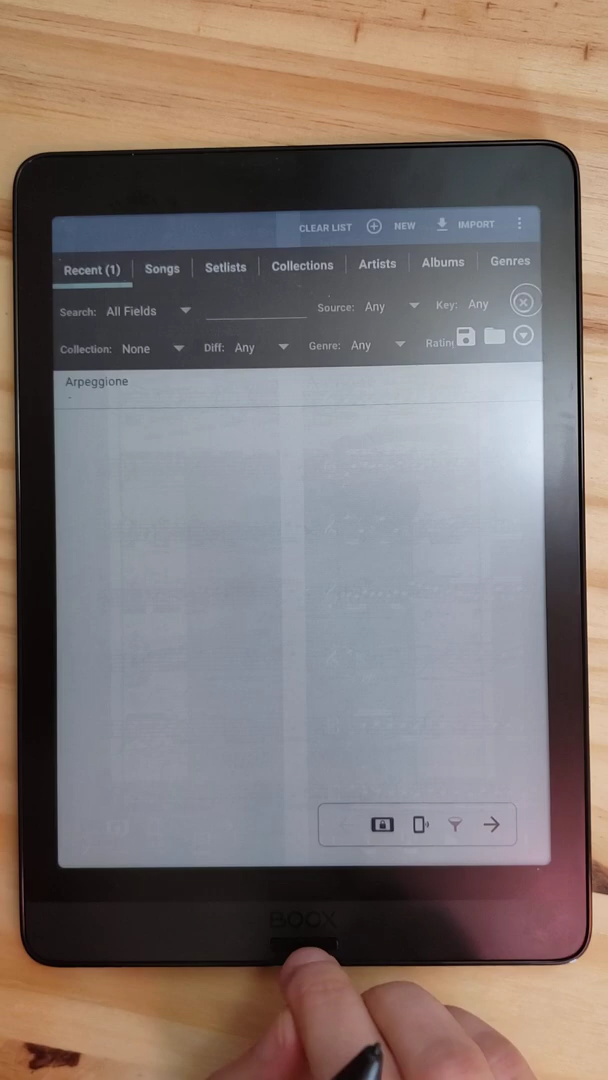 CLEAR LIST NEW IMPORT
Recent (1) Songs Setlists Collections Artists Albums Genres
Search: All Fields Source: Any Key: Any
Collection: None Diff: Any Genre: Any Rating
Arpeggione
-
BOOX